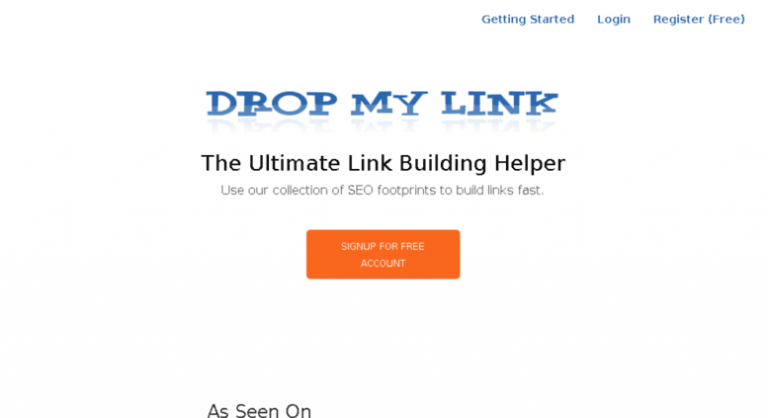 Getting Started Login Register (Free)
DROP MY LINK
The Ultimate Link Building Helper
Use our collection of SEO footprints to build links fast.
SIGNUP FOR FREE
ACCOUNT
As Seen On